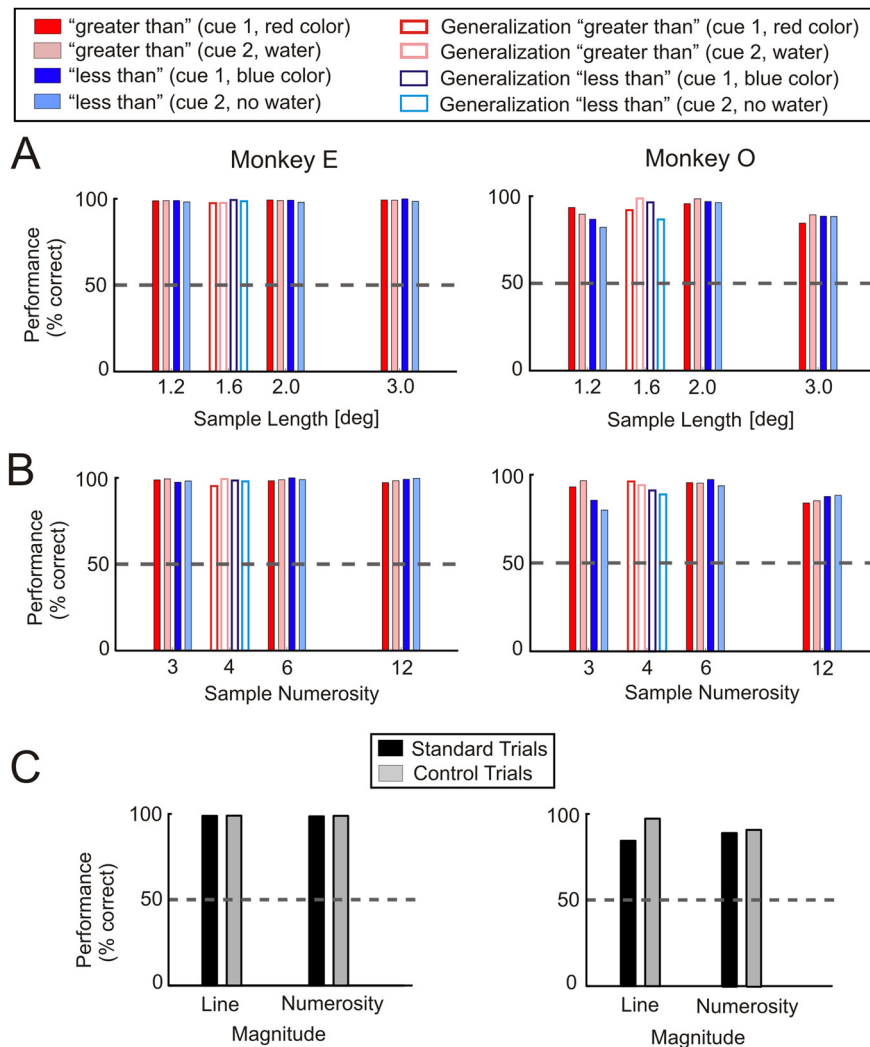 “greater than” (cue 1, red color)
“greater than” (cue 2, water)
“less than” (cue 1, blue color)
“less than” (cue 2, no water)
Generalization “greater than” (cue 1, red color)
Generalization “greater than” (cue 2, water)
Generalization “less than” (cue 1, blue color)
Generalization “less than” (cue 2, no water)
A
Monkey E
Performance
(% correct)
100
50
0
1.2 1.6 2.0 3.0
Sample Length [deg]
Monkey O
100
50
0
1.2 1.6 2.0 3.0
Sample Length [deg]
B
Performance
(% correct)
100
50
0
3 4 6 12
Sample Numerosity
100
50
0
3 4 6 12
Sample Numerosity
C
Standard Trials
Control Trials
Performance
(% correct)
100
50
0
Line Numerosity
Magnitude
100
50
0
Line Numerosity
Magnitude